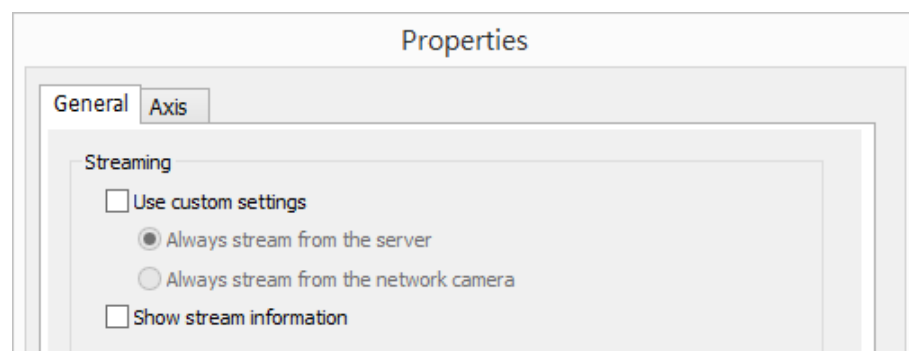 Properties
General Axis
Streaming
Use custom settings
Always stream from the server
Always stream from the network camera
Show stream information